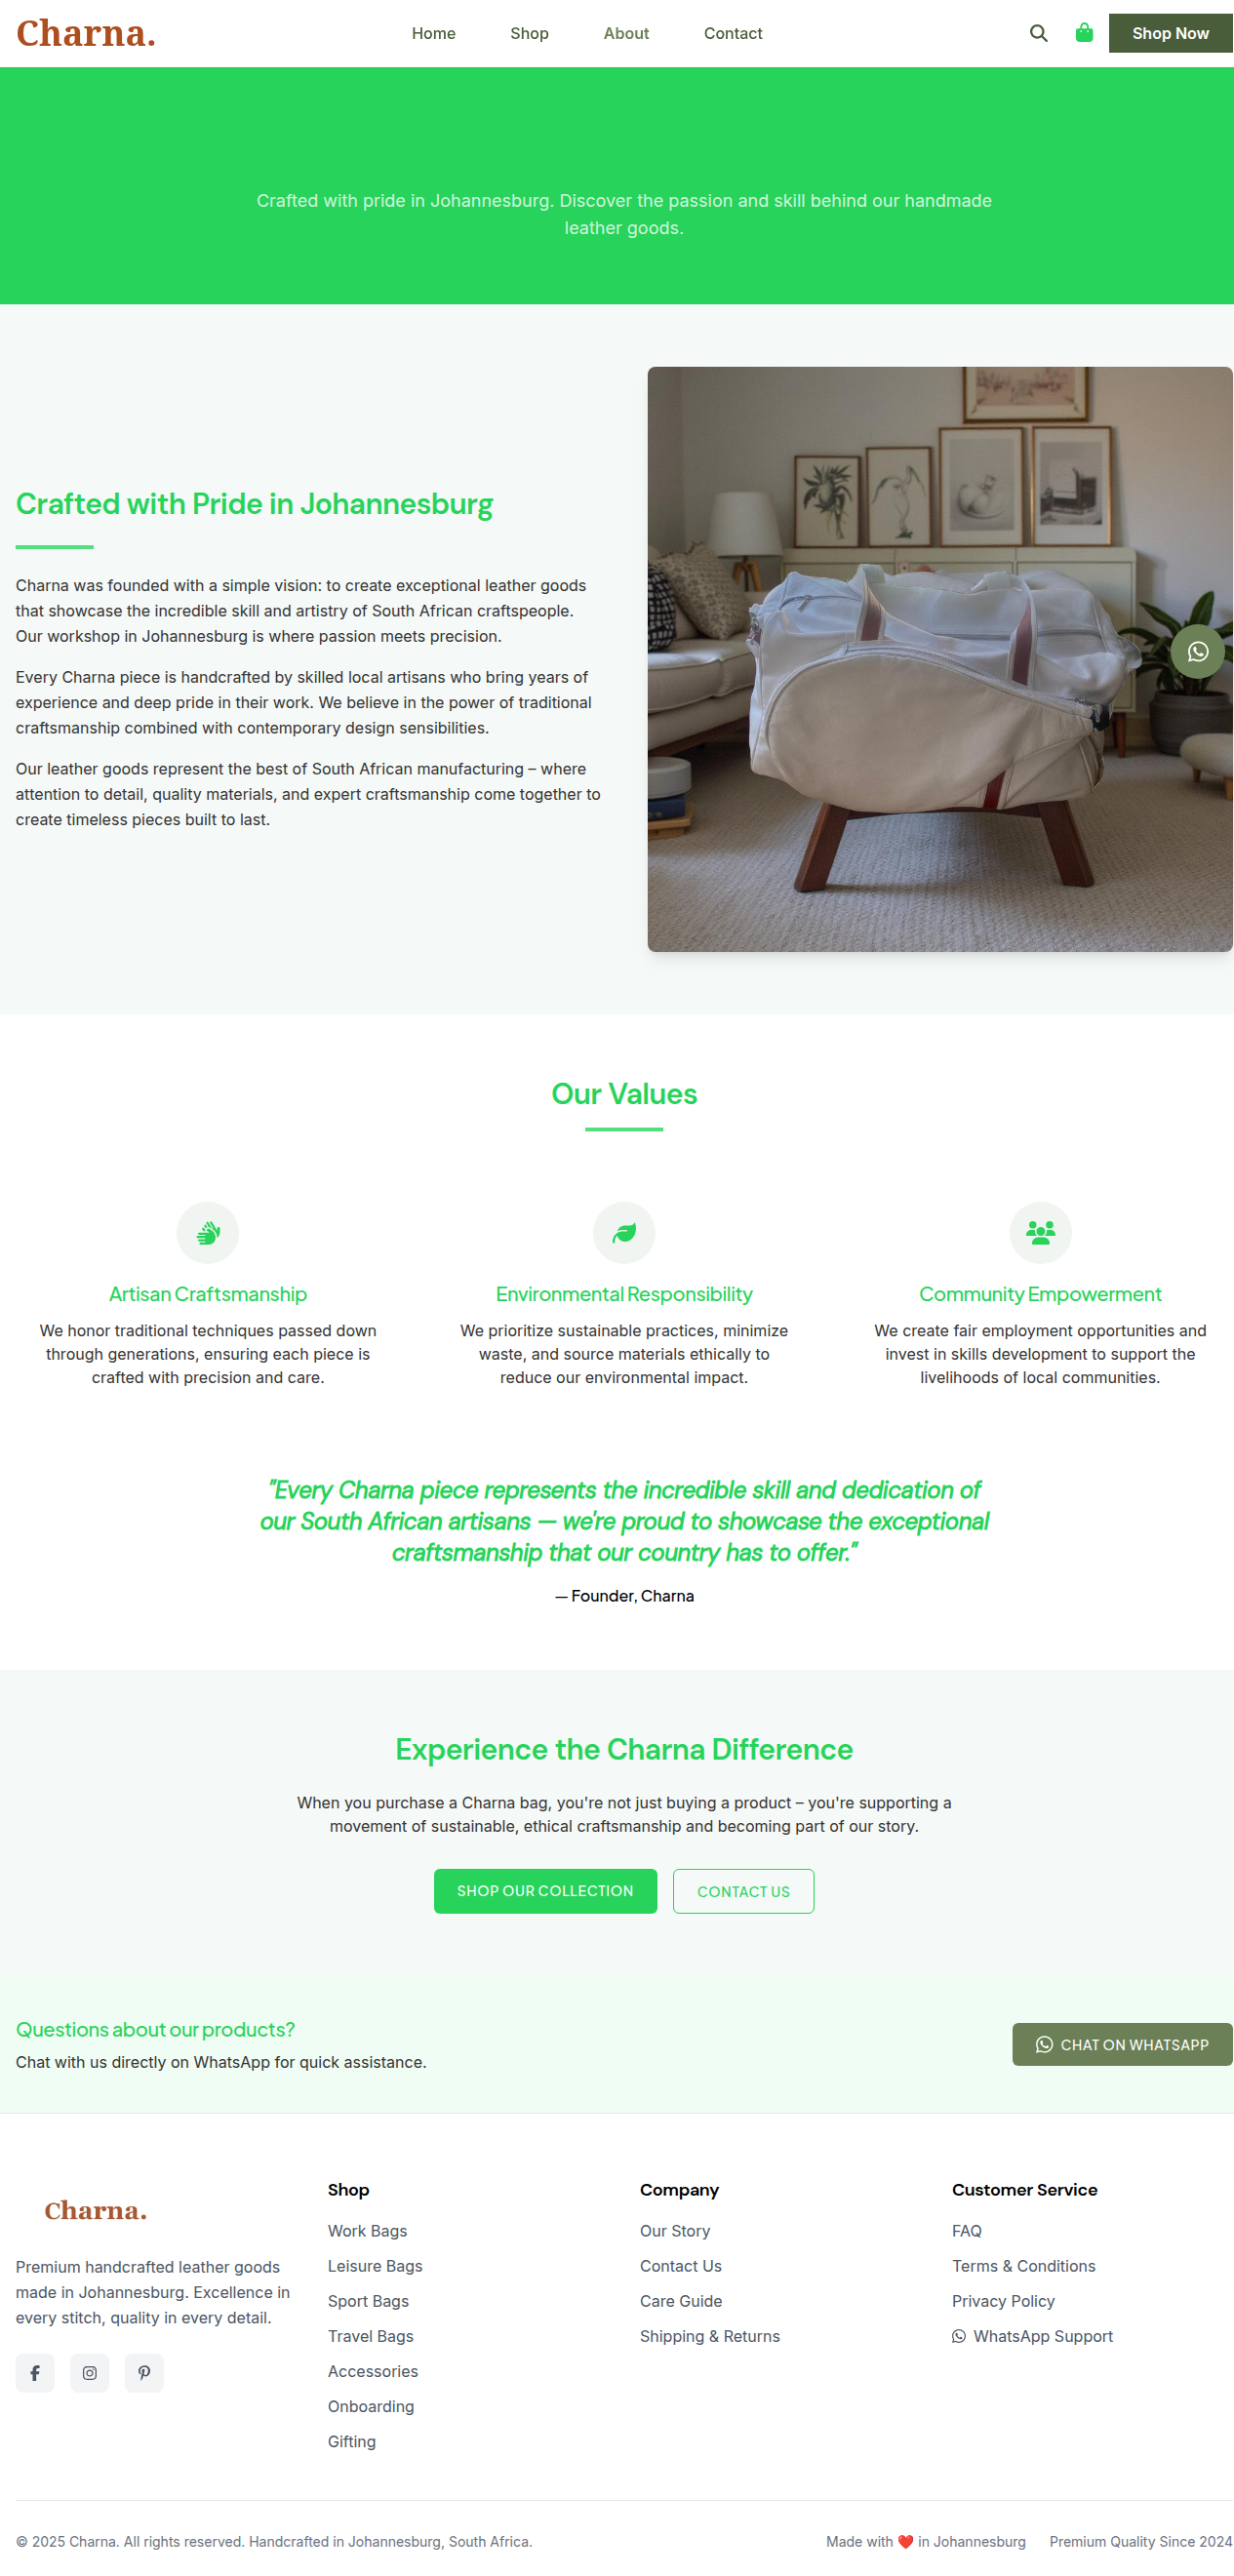 Charna.
Home
Shop
About
Contact
Shop Now
Crafted with pride in Johannesburg. Discover the passion and skill behind our handmade
leather goods.
Crafted with Pride in Johannesburg
Charna was founded with a simple vision: to create exceptional leather goods
that showcase the incredible skill and artistry of South African craftspeople.
Our workshop in Johannesburg is where passion meets precision.
Every Charna piece is handcrafted by skilled local artisans who bring years of
experience and deep pride in their work. We believe in the power of traditional
craftsmanship combined with contemporary design sensibilities.
Our leather goods represent the best of South African manufacturing – where
attention to detail, quality materials, and expert craftsmanship come together to
create timeless pieces built to last.
Our Values
Artisan Craftsmanship
We honor traditional techniques passed down
through generations, ensuring each piece is
crafted with precision and care.
Environmental Responsibility
We prioritize sustainable practices, minimize
waste, and source materials ethically to
reduce our environmental impact.
Community Empowerment
We create fair employment opportunities and
invest in skills development to support the
livelihoods of local communities.
"Every Charna piece represents the incredible skill and dedication of
our South African artisans — we're proud to showcase the exceptional
craftsmanship that our country has to offer."
— Founder, Charna
Experience the Charna Difference
When you purchase a Charna bag, you're not just buying a product – you're supporting a
movement of sustainable, ethical craftsmanship and becoming part of our story.
SHOP OUR COLLECTION
CONTACT US
Questions about our products?
Chat with us directly on WhatsApp for quick assistance.
CHAT ON WHATSAPP
Charna.
Premium handcrafted leather goods
made in Johannesburg. Excellence in
every stitch, quality in every detail.
Shop
Work Bags
Leisure Bags
Sport Bags
Travel Bags
Accessories
Onboarding
Gifting
Company
Our Story
Contact Us
Care Guide
Shipping & Returns
Customer Service
FAQ
Terms & Conditions
Privacy Policy
WhatsApp Support
© 2025 Charna. All rights reserved. Handcrafted in Johannesburg, South Africa.
Made with ❤️ in Johannesburg
Premium Quality Since 2024